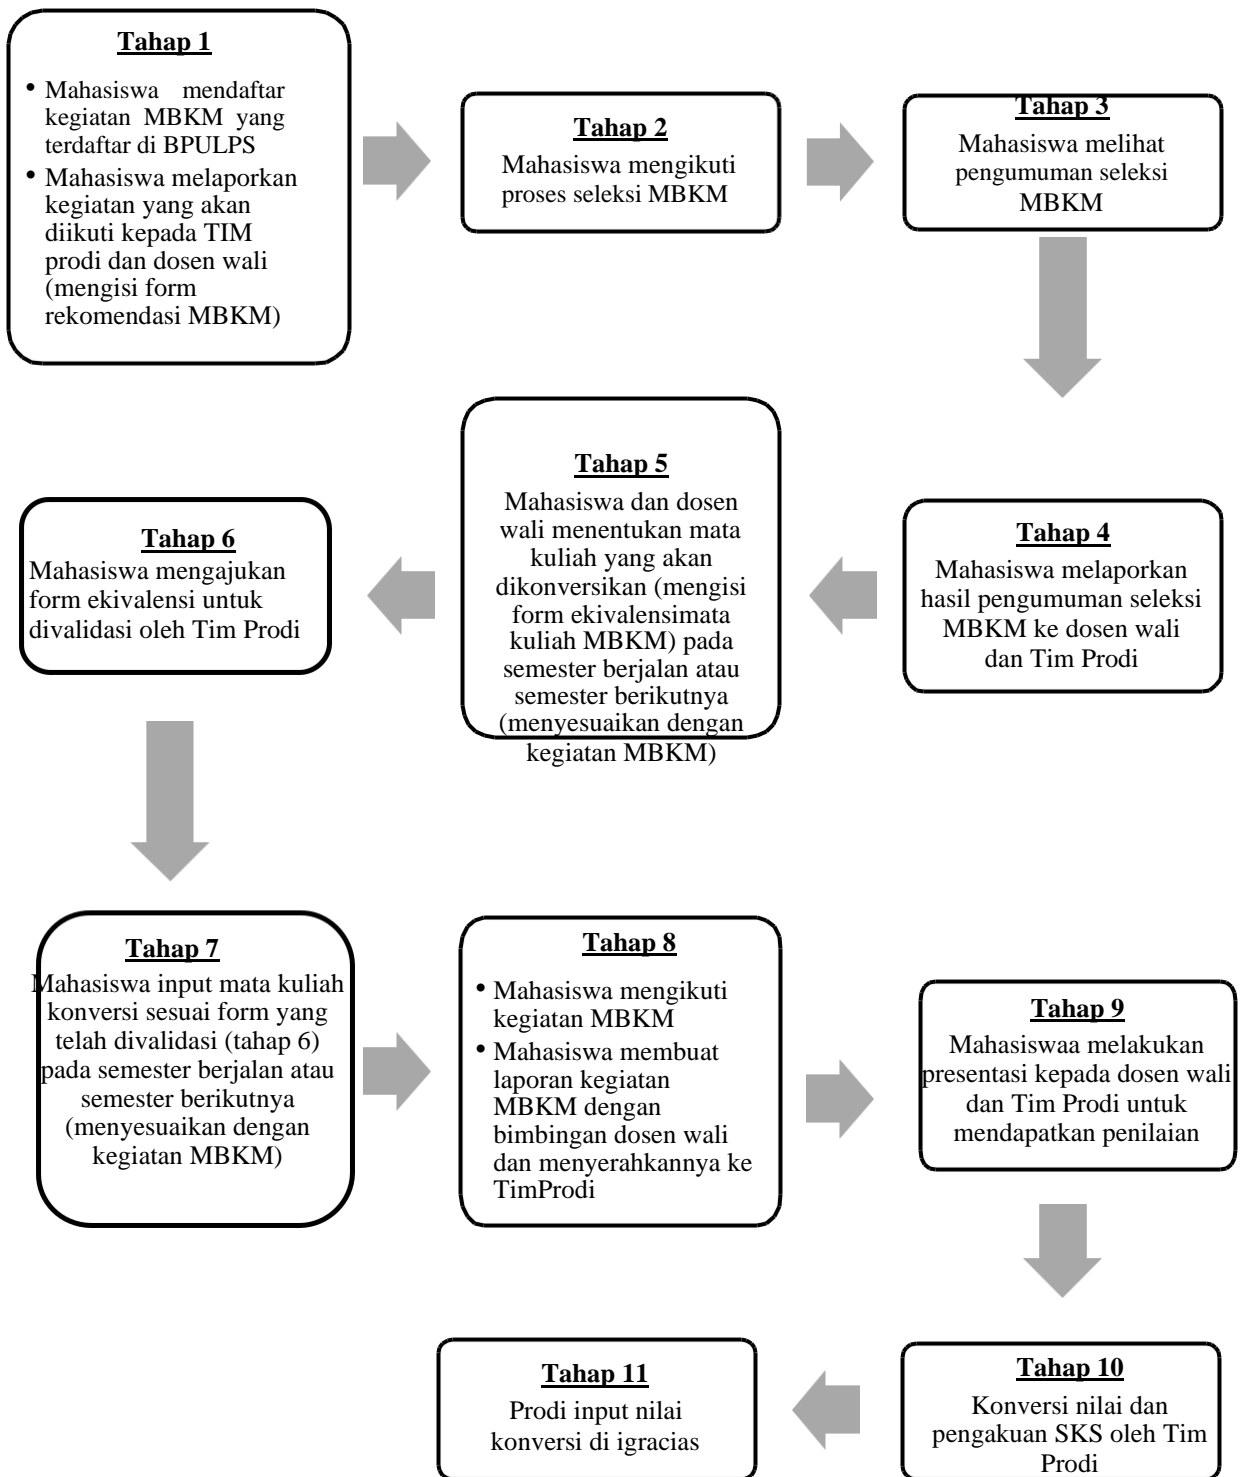 Tahap 1
• Mahasiswa mendaftar
kegiatan MBKM yang
terdaftar di BPULPS
• Mahasiswa melaporkan
kegiatan yang akan
diikuti kepada TIM
prodi dan dosen wali
(mengisi form
rekomendasi MBKM)
Tahap 2
Mahasiswa mengikuti
proses seleksi MBKM
Tahap 3
Mahasiswa melihat
pengumuman seleksi
MBKM
Tahap 4
Mahasiswa melaporkan
hasil pengumuman seleksi
MBKM ke dosen wali
dan Tim Prodi
Tahap 5
Mahasiswa dan dosen
wali menentukan mata
kuliah yang akan
dikonversikan (mengisi
form ekivalensimata
kuliah MBKM) pada
semester berjalan atau
semester berikutnya
(menyesuaikan dengan
kegiatan MBKM)
Tahap 6
Mahasiswa mengajukan
form ekivalensi untuk
divalidasi oleh Tim Prodi
Tahap 7
Mahasiswa input mata kuliah
konversi sesuai form yang
telah divalidasi (tahap 6)
pada semester berjalan atau
semester berikutnya
(menyesuaikan dengan
kegiatan MBKM)
Tahap 8
• Mahasiswa mengikuti
kegiatan MBKM
• Mahasiswa membuat
laporan kegiatan
MBKM dengan
bimbingan dosen wali
dan menyerahkannya ke
TimProdi
Tahap 9
Mahasiswaa melakukan
presentasi kepada dosen wali
dan Tim Prodi untuk
mendapatkan penilaian
Tahap 10
Konversi nilai dan
pengakuan SKS oleh Tim
Prodi
Tahap 11
Prodi input nilai
konversi di igracias